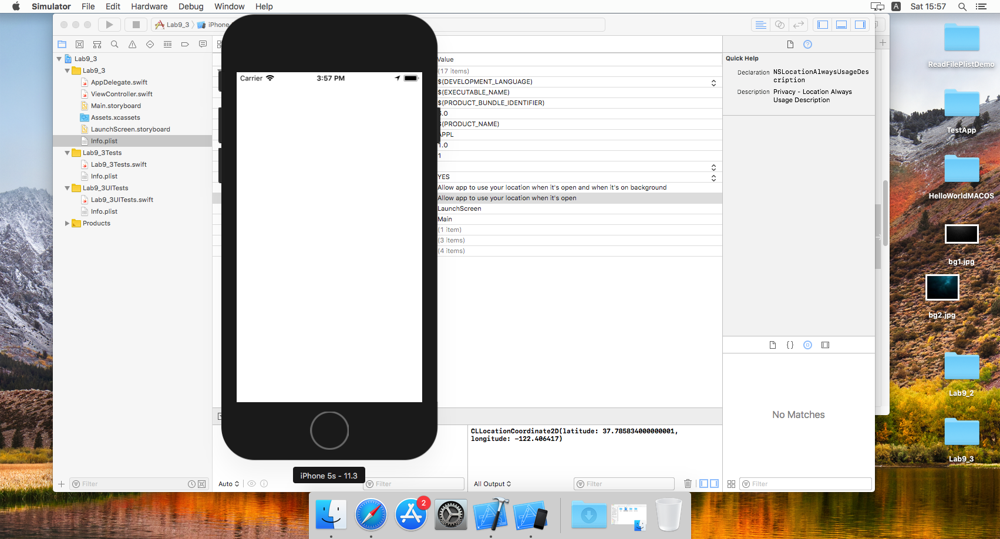 Simulator File Edit Hardware Debug Window Help
A Sat 15:57
Lab9_3 iPhone
Carrier 3:57 PM
Lab9_3
Lab9_3
AppDelegate.swift
ViewController.swift
Main.storyboard
Assets.xcassets
LaunchScreen.storyboard
Info.plist
Lab9_3Tests
Lab9_3Tests.swift
Info.plist
Lab9_3UITests
Lab9_3UITests.swift
Info.plist
Products
Filter
Value
(17 items)
$(DEVELOPMENT_LANGUAGE)
$(EXECUTABLE_NAME)
$(PRODUCT_BUNDLE_IDENTIFIER)
6.0
$(PRODUCT_NAME)
APPL
1.0
1
YES
Allow app to use your location when it's open and when it's on background
Allow app to use your location when it's open
LaunchScreen
Main
(1 item)
(3 items)
(4 items)
iPhone 5s - 11.3
Auto
Filter
CLLocationCoordinate2D(latitude: 37.785834000000001,
longitude: -122.406417)
All Output
Filter
Quick Help
Declaration NSLocationAlwaysUsageDes
cription
Description Privacy - Location Always
Usage Description
No Matches
Filter
ReadFilePlistDemo
TestApp
HelloWorldMACOS
bg1.jpg
bg2.jpg
Lab9_2
Lab9_3
2